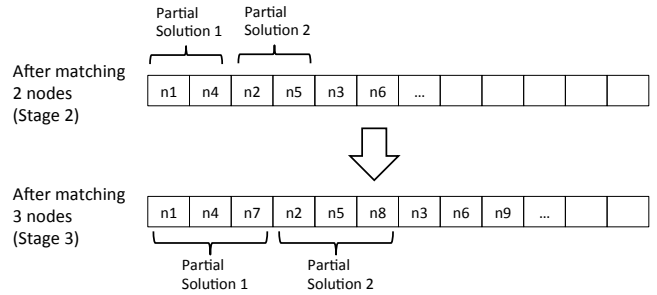 Partial Solution 1
Partial Solution 2
After matching
2 nodes
(Stage 2)
n1 n4 n2 n5 n3 n6 ...
After matching
3 nodes
(Stage 3)
n1 n4 n7 n2 n5 n8 n3 n6 n9 ...
Partial Solution 1
Partial Solution 2